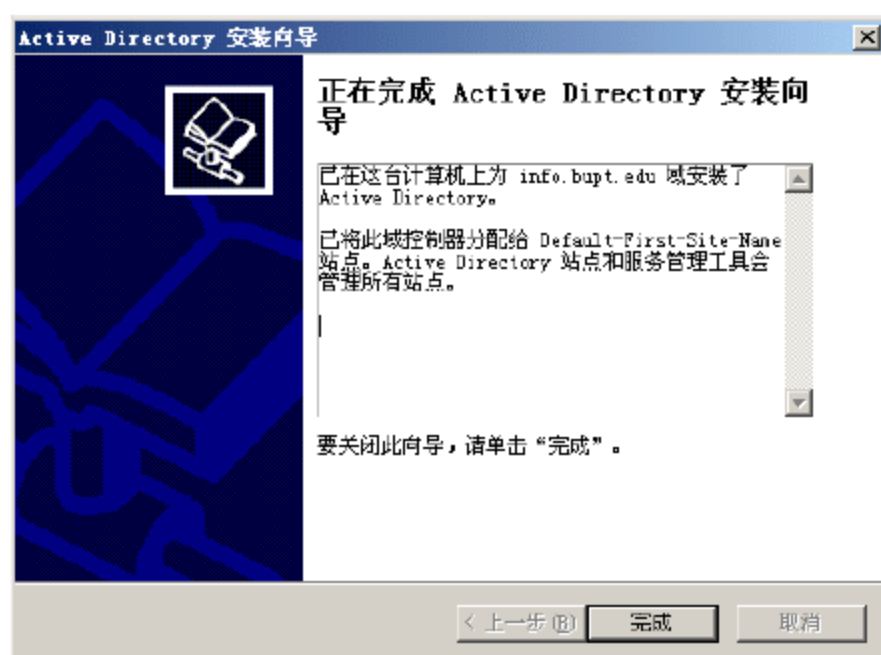 Active Directory 安装向导
正在完成 Active Directory 安装向
导
已在这台计算机上为 info.bupt.edu 域安装了
Active Directory。
已将此域控制器分配给 Default-First-Site-Name
站点。Active Directory 站点和服务管理工具会
管理所有站点。
要关闭此向导，请单击“完成”。
< 上一步(B)
完成
取消